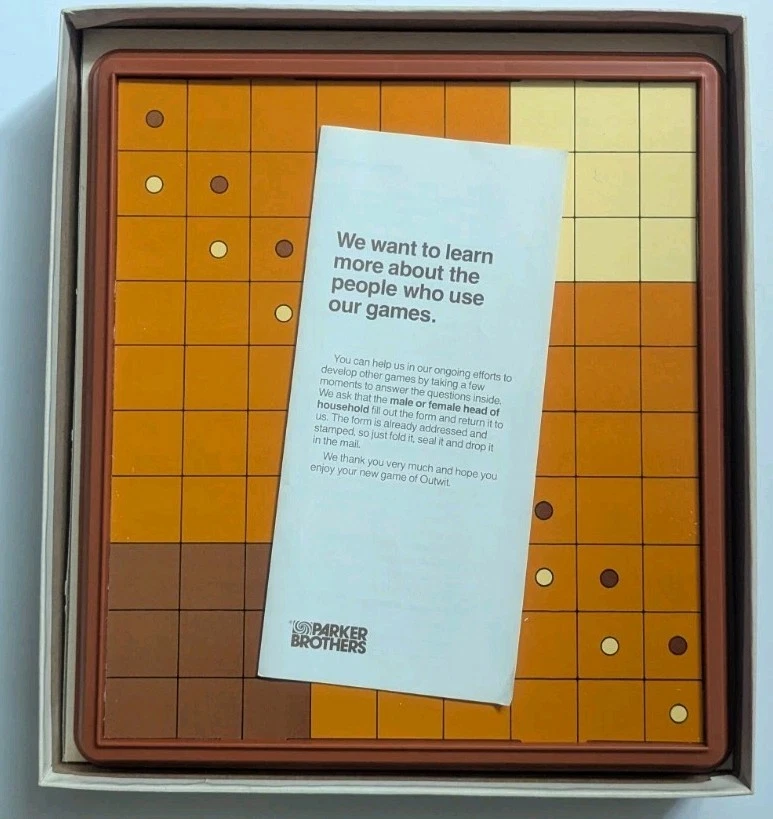 We want to learn
more about the
people who use
our games.
You can help us in our ongoing efforts to
develop other games by taking a few
moments to answer the questions inside.
We ask that the male or female head of
household fill out the form and return it to
us. The form is already addressed and
stamped, so just fold it, seal it and drop it
in the mail.
We thank you very much and hope you
enjoy your new game of Outwit.
PARKER
BROTHERS